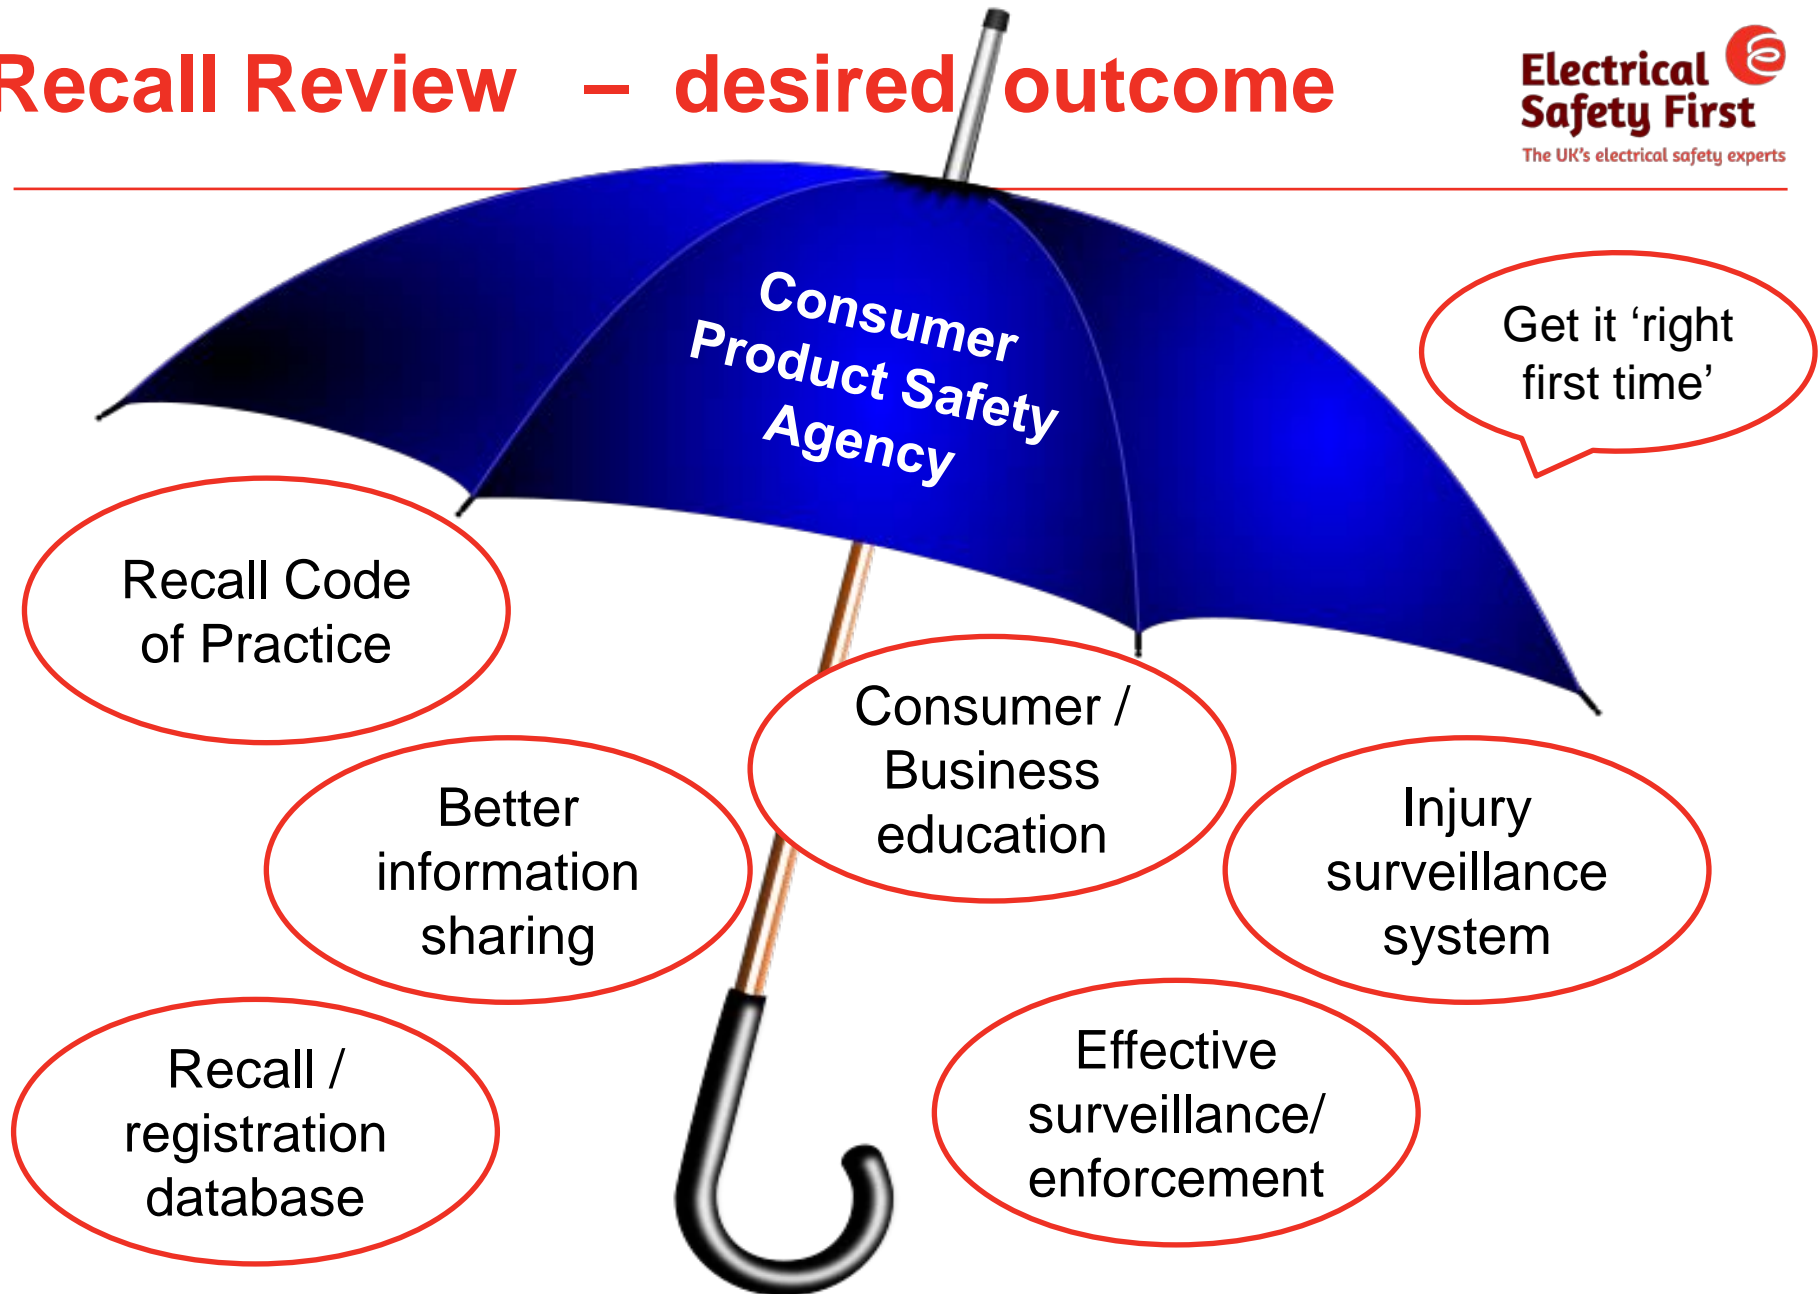 Recall Review – desired outcome
Electrical
Safety First
The UK's electrical safety experts
Consumer
Product Safety
Agency
Get it ‘right
first time’
Recall Code
of Practice
Consumer /
Business
education
Better
information
sharing
Injury
surveillance
system
Recall /
registration
database
Effective
surveillance/
enforcement